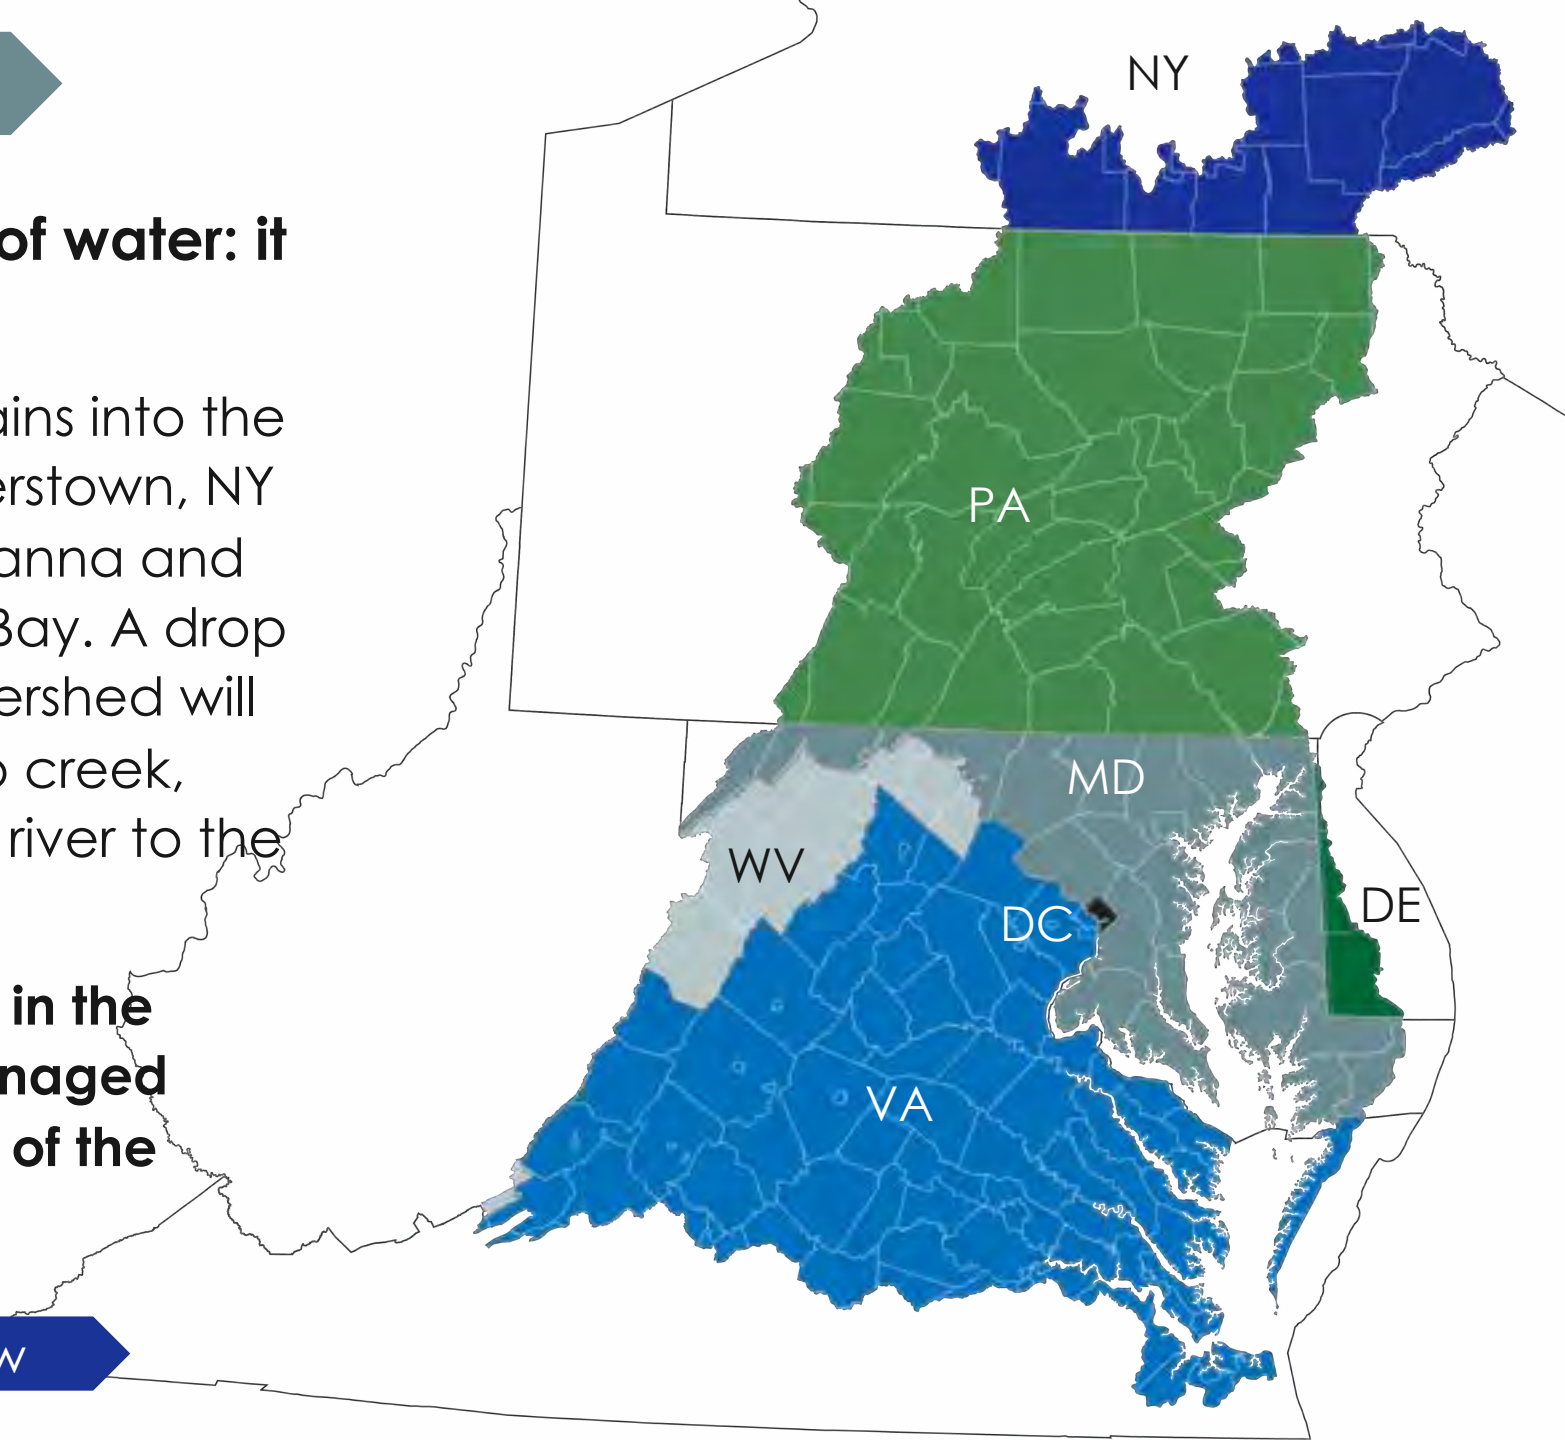 of water: it
ains into the
erstown, NY
anna and
Bay. A drop
ershed will
o creek,
river to the
in the
naged
of the
w
NY
PA
MD
WV
DE
DC
VA